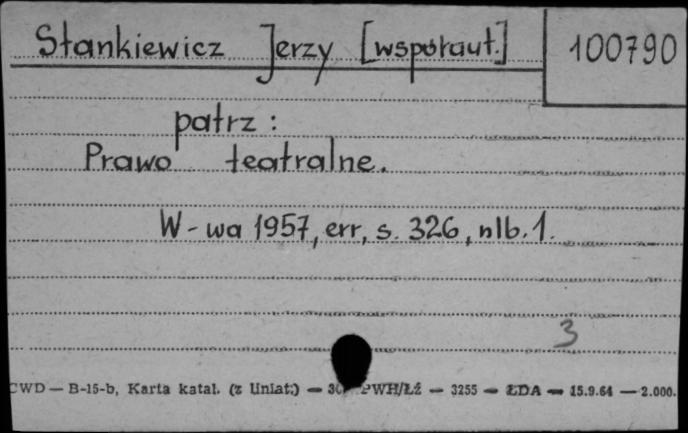 Stankiewicz Jerzy [współaut.] 100790
patrz:
Prawo teatralne.
W-wa 1957, err, s. 326, nlb. 1.
3
CWD — B-15-b, Karta katal. (z Uniat.) — PWH/Łź — 3255 — ŁDA — 15.9.64 — 2.000.